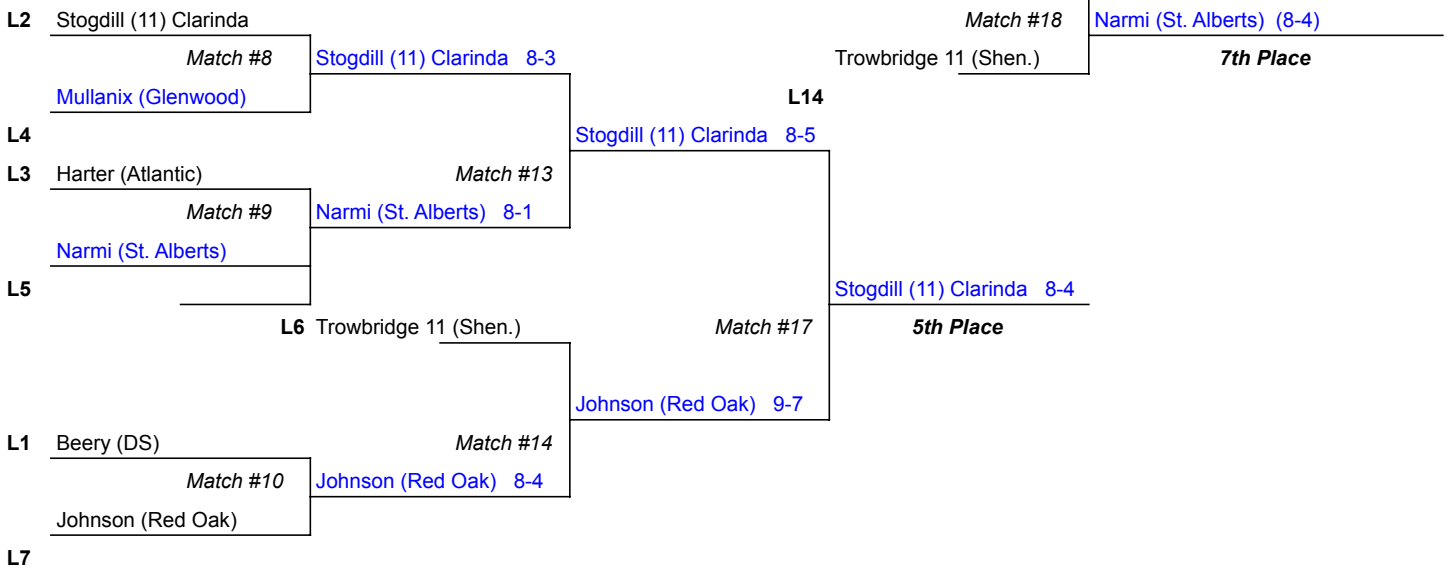 L2 Stogdill (11) Clarinda Match #18 Narmi (St. Alberts) (8-4)
Match #8 Stogdill (11) Clarinda 8-3 Trowbridge 11 (Shen.) 7th Place
Mullanix (Glenwood) L14
L4 Stogdill (11) Clarinda 8-5
L3 Harter (Atlantic) Match #13
Match #9 Narmi (St. Alberts) 8-1
Narmi (St. Alberts)
L5 Stogdill (11) Clarinda 8-4
L6 Trowbridge 11 (Shen.) Match #17 5th Place
Johnson (Red Oak) 9-7
L1 Beery (DS) Match #14
Match #10 Johnson (Red Oak) 8-4
Johnson (Red Oak)
L7